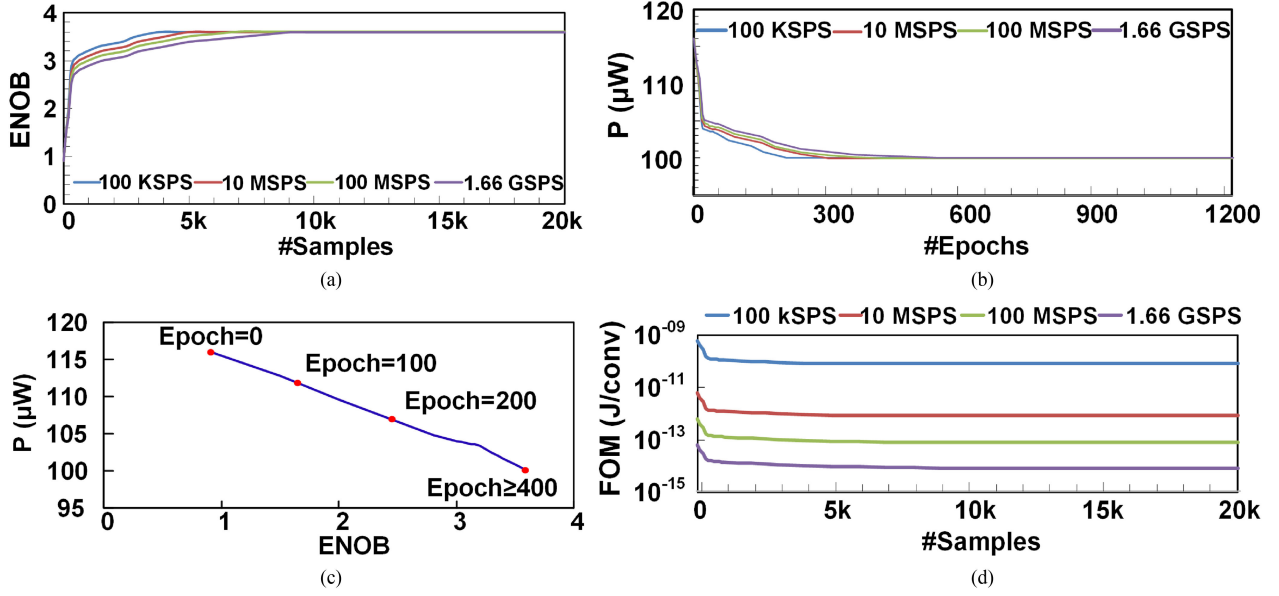 4
3
2
1
0
ENOB
100 KSPS 10 MSPS 100 MSPS 1.66 GSPS
0 5k 10k 15k 20k
#Samples
(a)
120
110
100
P (µW)
100 KSPS 10 MSPS 100 MSPS 1.66 GSPS
0 300 600 900 1200
#Epochs
(b)
120
115
110
105
100
95
P (µW)
Epoch=0
Epoch=100
Epoch=200
Epoch≥400
0 1 2 3 4
ENOB
(c)
100 kSPS 10 MSPS 100 MSPS 1.66 GSPS
10-09
10-11
10-13
10-15
FOM (J/conv)
0 5k 10k 15k 20k
#Samples
(d)